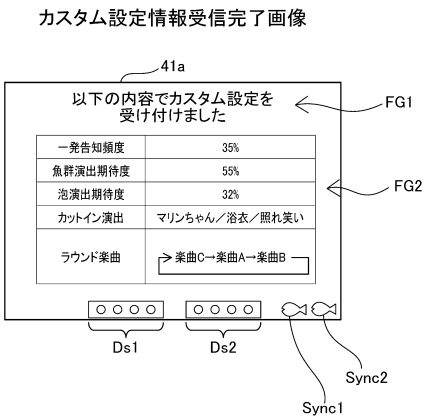 カスタム設定情報受信完了画像
41a
以下の内容でカスタム設定を
受け付けました
FG1
一発告知頻度 35%
魚群演出期待度 55%
FG2
泡演出期待度 32%
カットイン演出 マリンちゃん／浴衣／照れ笑い
ラウンド楽曲 楽曲C→楽曲A→楽曲B
Ds1 Ds2
Sync2
Sync1